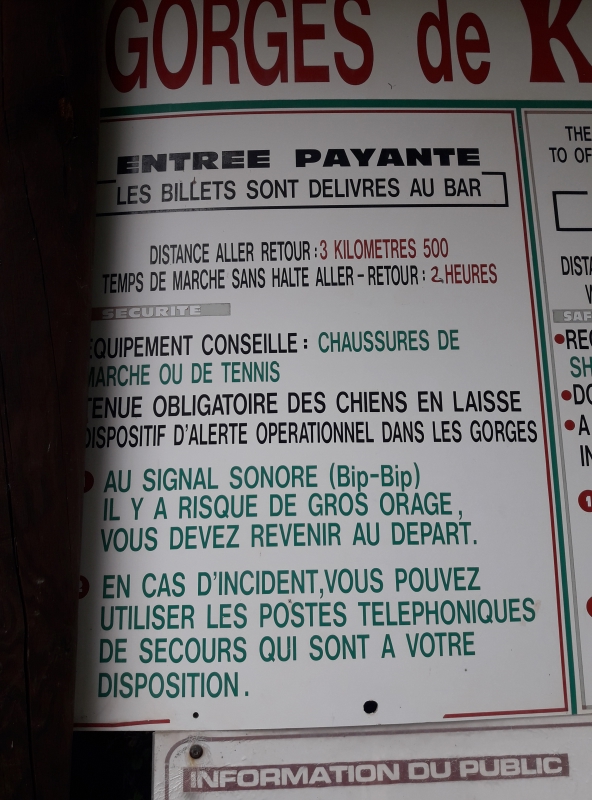 GORGES de K
ENTREE PAYANTE
LES BILLETS SONT DELIVRES AU BAR
DISTANCE ALLER RETOUR : 3 KILOMETRES 500
TEMPS DE MARCHE SANS HALTE ALLER - RETOUR : 2 HEURES
SECURITE
EQUIPEMENT CONSEILLE : CHAUSSURES DE
MARCHE OU DE TENNIS
TENUE OBLIGATOIRE DES CHIENS EN LAISSE
DISPOSITIF D'ALERTE OPERATIONNEL DANS LES GORGES
AU SIGNAL SONORE (Bip-Bip)
IL Y A RISQUE DE GROS ORAGE,
VOUS DEVEZ REVENIR AU DEPART.
EN CAS D'INCIDENT, VOUS POUVEZ
UTILISER LES POSTES TELEPHONIQUES
DE SECOURS QUI SONT A VOTRE
DISPOSITION.
THE
TO OF
DIST
W
SAF
REC
SH
DO
A
IN
1
INFORMATION DU PUBLIC